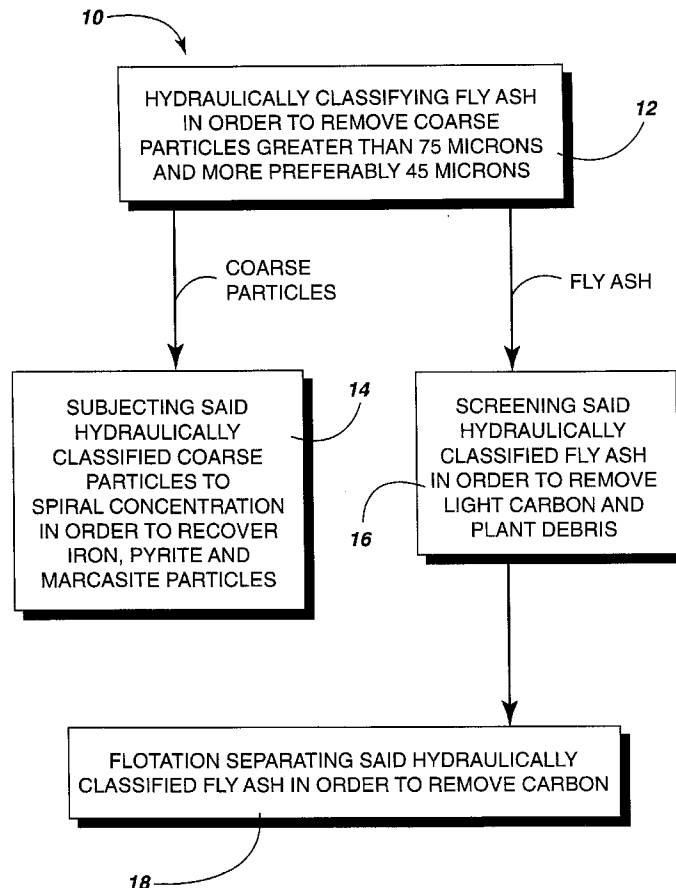 10
HYDRAULICALLY CLASSIFYING FLY ASH
IN ORDER TO REMOVE COARSE
PARTICLES GREATER THAN 75 MICRONS
AND MORE PREFERABLY 45 MICRONS
12
COARSE
PARTICLES
FLY ASH
SUBJECTING SAID
HYDRAULICALLY
CLASSIFIED COARSE
PARTICLES TO
SPIRAL CONCENTRATION
IN ORDER TO RECOVER
IRON, PYRITE AND
MARCASITE PARTICLES
14
SCREENING SAID
HYDRAULICALLY
CLASSIFIED FLY ASH
IN ORDER TO REMOVE
LIGHT CARBON AND
PLANT DEBRIS
16
FLOTATION SEPARATING SAID HYDRAULICALLY
CLASSIFIED FLY ASH IN ORDER TO REMOVE CARBON
18